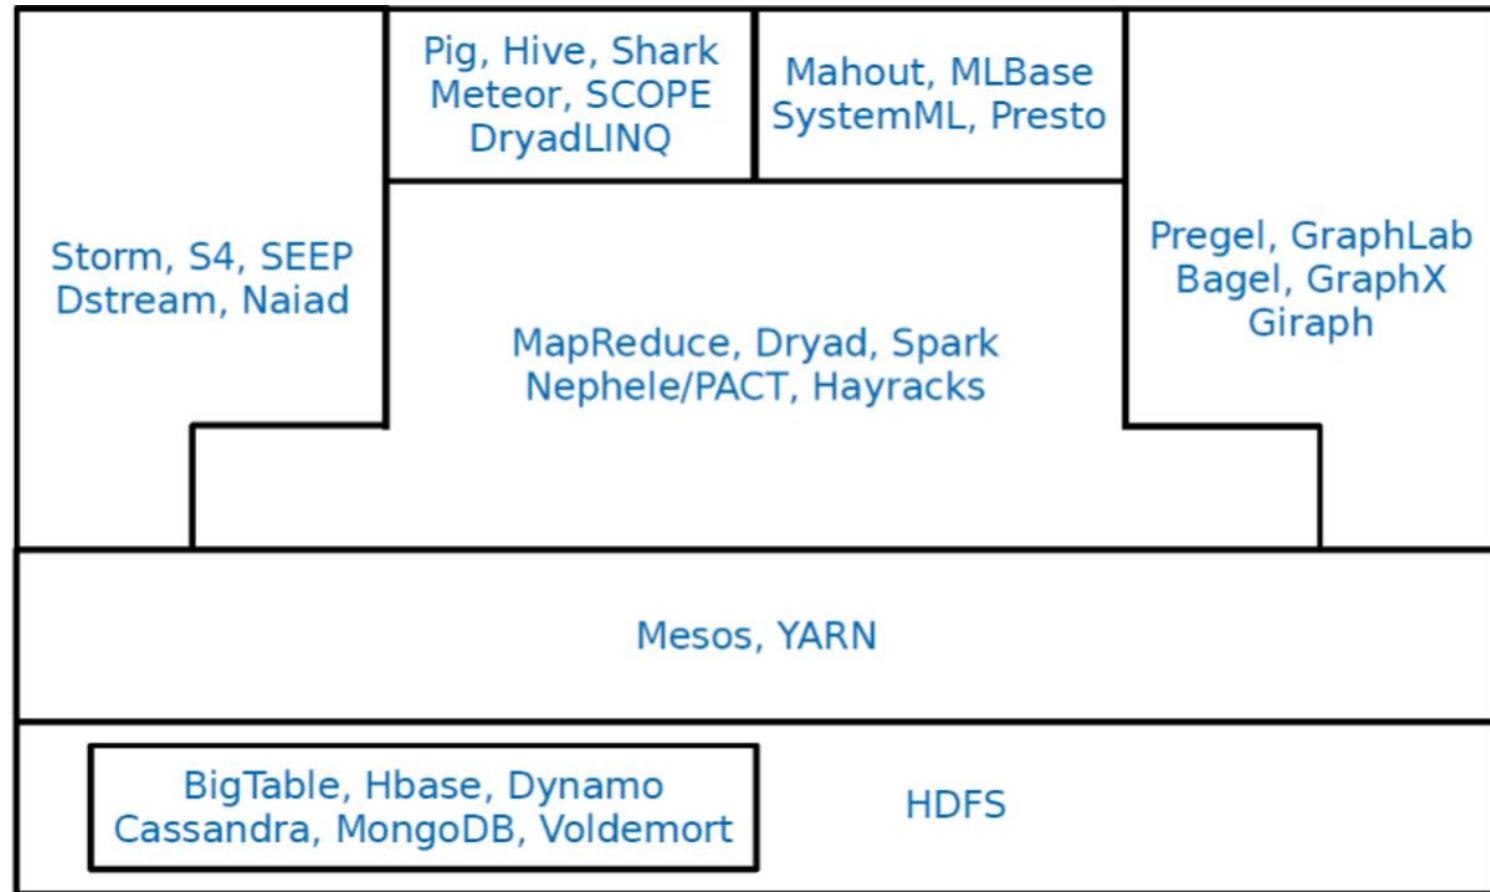 Pig, Hive, Shark
Meteor, SCOPE
DryadLINQ
Mahout, MLBase
SystemML, Presto
Storm, S4, SEEP
Dstream, Naiad
MapReduce, Dryad, Spark
Nephele/PACT, Hayracks
Pregel, GraphLab
Bagel, GraphX
Giraph
Mesos, YARN
BigTable, Hbase, Dynamo
Cassandra, MongoDB, Voldemort
HDFS